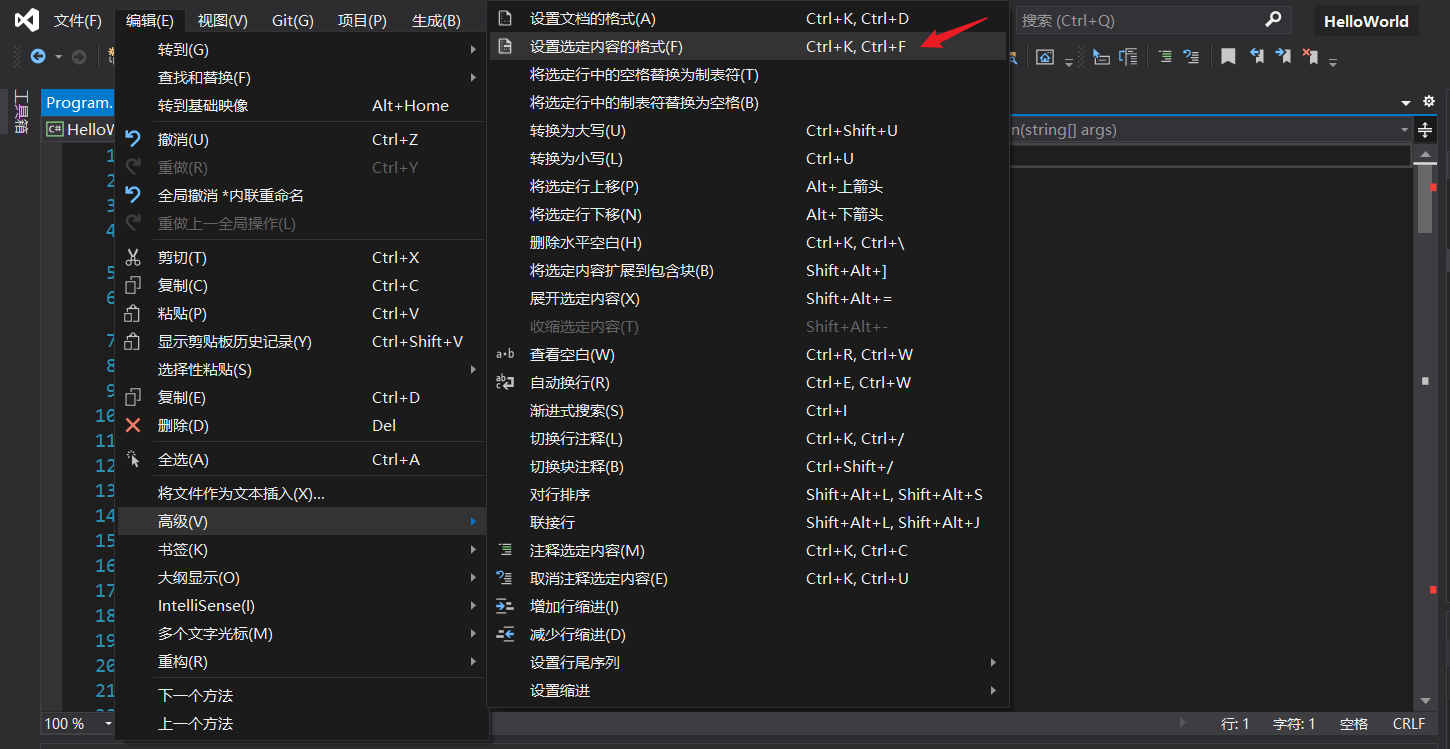 文件(F) 编辑(E) 视图(V) Git(G) 项目(P) 生成(B)
搜索 (Ctrl+Q)
HelloWorld
工具箱
Program.
HelloW
n(string[] args)
1
2
3
4
5
6
7
8
9
10
11
12
13
14
15
16
17
18
19
20
21
转到(G)
查找和替换(F)
转到基础映像 Alt+Home
撤消(U) Ctrl+Z
重做(R) Ctrl+Y
全局撤消 *内联重命名
重做上一全局操作(L)
剪切(T) Ctrl+X
复制(C) Ctrl+C
粘贴(P) Ctrl+V
显示剪贴板历史记录(Y) Ctrl+Shift+V
选择性粘贴(S)
复制(E) Ctrl+D
删除(D) Del
全选(A) Ctrl+A
将文件作为文本插入(X)...
高级(V)
书签(K)
大纲显示(O)
IntelliSense(I)
多个文字光标(M)
重构(R)
下一个方法
上一个方法
设置文档的格式(A) Ctrl+K, Ctrl+D
设置选定内容的格式(F) Ctrl+K, Ctrl+F
将选定行中的空格替换为制表符(T)
将选定行中的制表符替换为空格(B)
转换为大写(U) Ctrl+Shift+U
转换为小写(L) Ctrl+U
将选定行上移(P) Alt+上箭头
将选定行下移(N) Alt+下箭头
删除水平空白(H) Ctrl+K, Ctrl+\
将选定内容扩展到包含块(B) Shift+Alt+]
展开选定内容(X) Shift+Alt+=
收缩选定内容(T) Shift+Alt+-
a•b 查看空白(W) Ctrl+R, Ctrl+W
自动换行(R) Ctrl+E, Ctrl+W
渐进式搜索(S) Ctrl+I
切换行注释(L) Ctrl+K, Ctrl+/
切换块注释(B) Ctrl+Shift+/
对行排序 Shift+Alt+L, Shift+Alt+S
联接行 Shift+Alt+L, Shift+Alt+J
注释选定内容(M) Ctrl+K, Ctrl+C
取消注释选定内容(E) Ctrl+K, Ctrl+U
增加行缩进(I)
减少行缩进(D)
设置行尾序列
设置缩进
100 %
行: 1 字符: 1 空格 CRLF